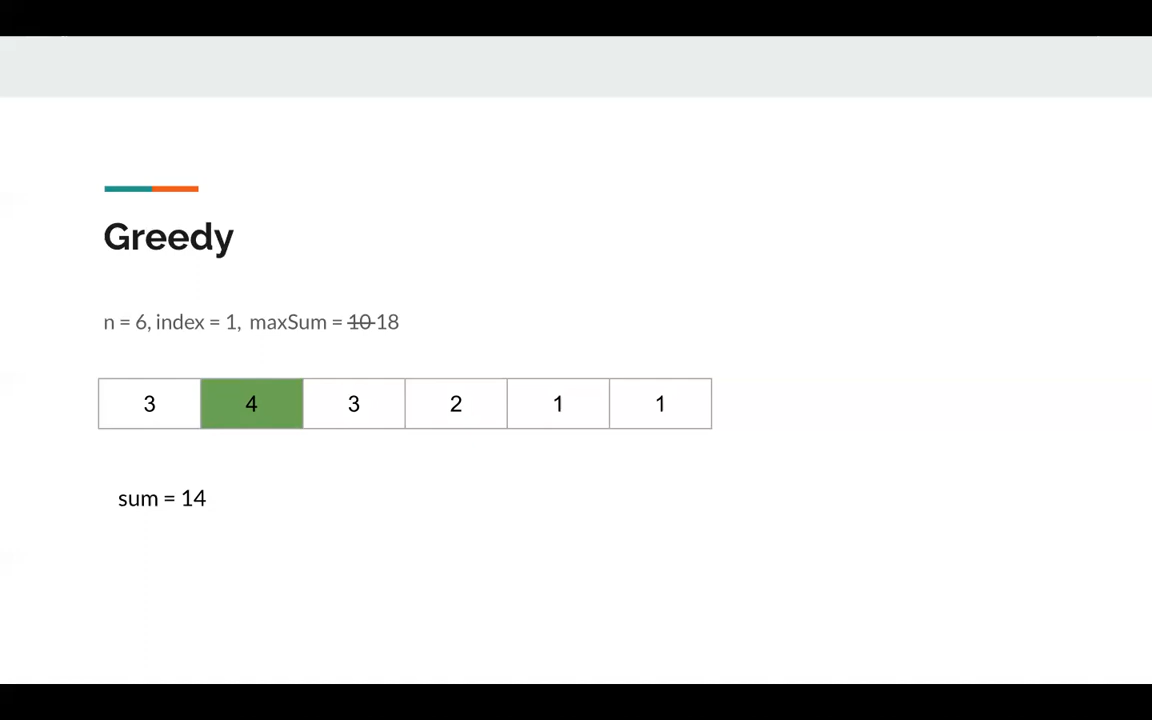 Greedy
n = 6, index = 1, maxSum = 10 18
3 4 3 2 1 1
sum = 14